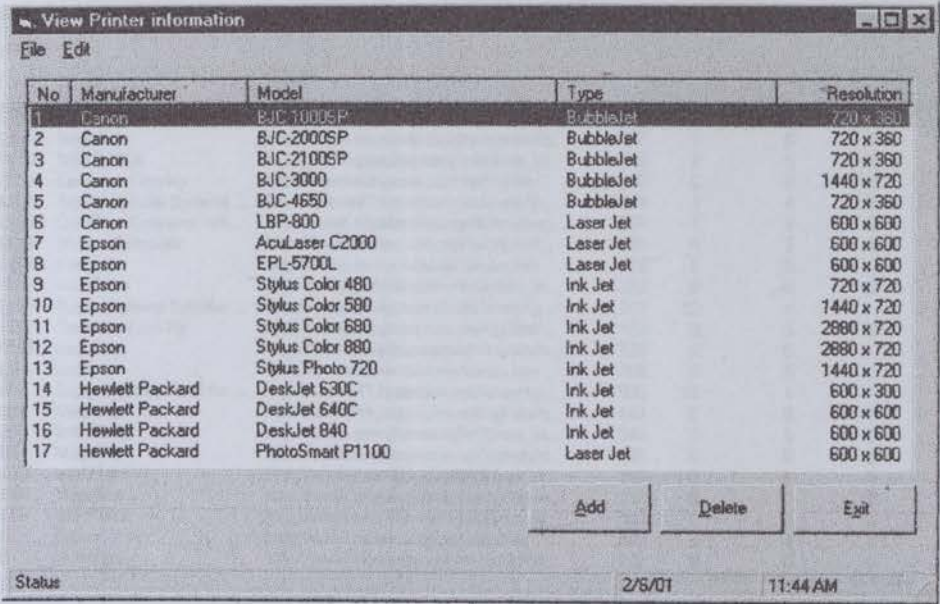 View Printer information
File Edit
No Manufacturer Model Type Resolution
1 Canon BJC-1000SP BubbleJet 720 x 360
2 Canon BJC-2000SP BubbleJet 720 x 360
3 Canon BJC-2100SP BubbleJet 720 x 360
4 Canon BJC-3000 BubbleJet 1440 x 720
5 Canon BJC-4650 BubbleJet 720 x 360
6 Canon LBP-800 Laser Jet 600 x 600
7 Epson AcuLaser C2000 Laser Jet 600 x 600
8 Epson EPL-5700L Laser Jet 600 x 600
9 Epson Stylus Color 480 Ink Jet 720 x 720
10 Epson Stylus Color 580 Ink Jet 1440 x 720
11 Epson Stylus Color 680 Ink Jet 2880 x 720
12 Epson Stylus Color 880 Ink Jet 2880 x 720
13 Epson Stylus Photo 720 Ink Jet 1440 x 720
14 Hewlett Packard DeskJet 630C Ink Jet 600 x 300
15 Hewlett Packard DeskJet 640C Ink Jet 600 x 600
16 Hewlett Packard DeskJet 840 Ink Jet 600 x 600
17 Hewlett Packard PhotoSmart P1100 Laser Jet 600 x 600
Add Delete Exit
Status 2/6/01 11:44 AM